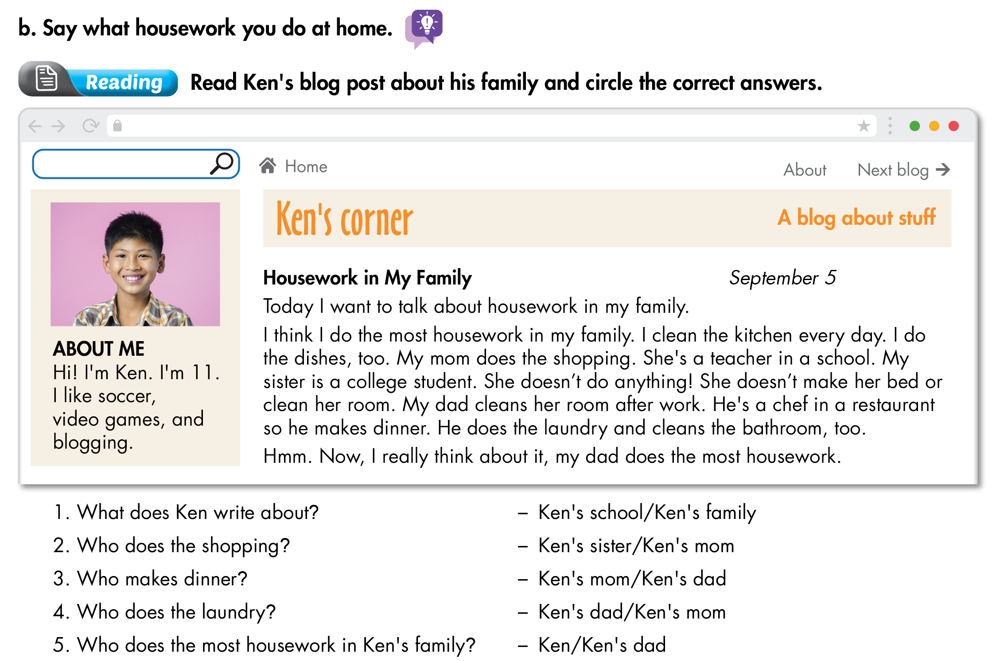 b. Say what housework you do at home.
Reading Read Ken's blog post about his family and circle the correct answers.
Home
About Next blog
Ken's corner A blog about stuff
ABOUT ME
Hi! I'm Ken. I'm 11.
I like soccer,
video games, and
blogging.
Housework in My Family September 5
Today I want to talk about housework in my family.
I think I do the most housework in my family. I clean the kitchen every day. I do
the dishes, too. My mom does the shopping. She's a teacher in a school. My
sister is a college student. She doesn’t do anything! She doesn’t make her bed or
clean her room. My dad cleans her room after work. He's a chef in a restaurant
so he makes dinner. He does the laundry and cleans the bathroom, too.
Hmm. Now, I really think about it, my dad does the most housework.
1. What does Ken write about? – Ken's school/Ken's family
2. Who does the shopping? – Ken's sister/Ken's mom
3. Who makes dinner? – Ken's mom/Ken's dad
4. Who does the laundry? – Ken's dad/Ken's mom
5. Who does the most housework in Ken's family? – Ken/Ken's dad